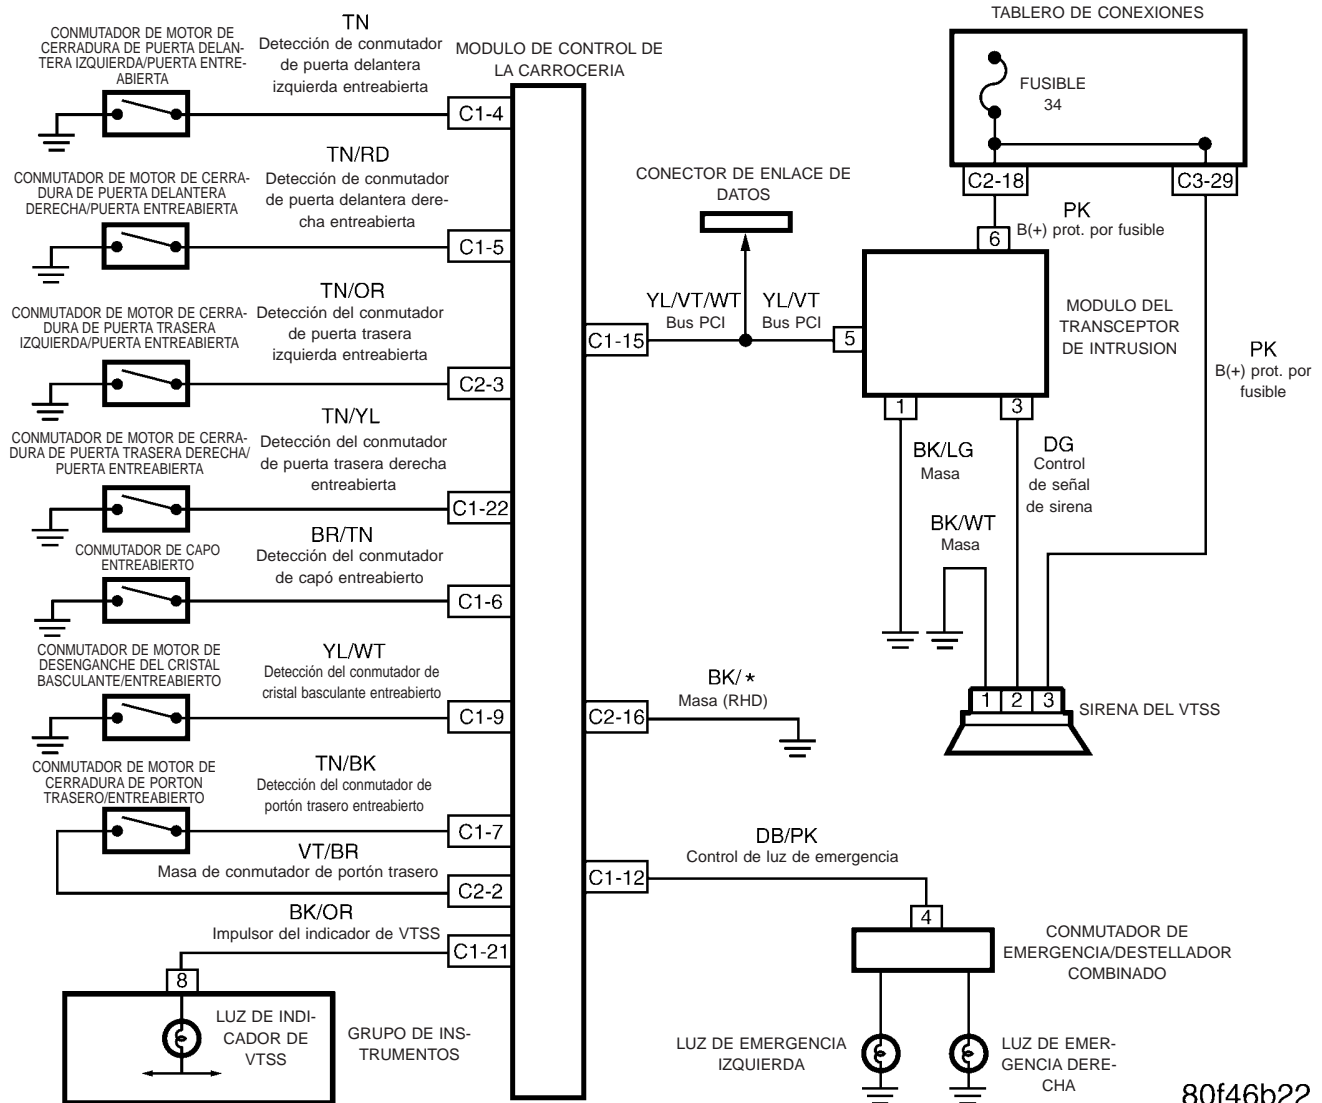 CONMUTADOR DE MOTOR DE
CERRADURA DE PUERTA DELAN-
TERA IZQUIERDA/PUERTA ENTRE-
ABIERTA
TN
Detección de conmutador
de puerta delantera
izquierda entreabierta
C1-4
CONMUTADOR DE MOTOR DE CERRA-
DURA DE PUERTA DELANTERA
DERECHA/PUERTA ENTREABIERTA
TN/RD
Detección de conmutador
de puerta delantera dere-
cha entreabierta
C1-5
CONMUTADOR DE MOTOR DE CERRA-
DURA DE PUERTA TRASERA
IZQUIERDA/PUERTA ENTREABIERTA
TN/OR
Detección del conmutador
de puerta trasera
izquierda entreabierta
C2-3
CONMUTADOR DE MOTOR DE CERRA-
DURA DE PUERTA TRASERA DERECHA/
PUERTA ENTREABIERTA
TN/YL
Detección del conmutador
de puerta trasera derecha
entreabierta
C1-22
CONMUTADOR DE CAPO
ENTREABIERTO
BR/TN
Detección del conmutador
de capó entreabierto
C1-6
CONMUTADOR DE MOTOR DE
DESENGANCHE DEL CRISTAL
BASCULANTE/ENTREABIERTO
YL/WT
Detección del conmutador de
cristal basculante entreabierto
C1-9
CONMUTADOR DE MOTOR DE
CERRADURA DE PORTON
TRASERO/ENTREABIERTO
TN/BK
Detección del conmutador de
portón trasero entreabierto
C1-7
VT/BR
Masa de conmutador de portón trasero
C2-2
BK/OR
Impulsor del indicador de VTSS
C1-21
8
LUZ DE INDI-
CADOR DE
VTSS
GRUPO DE INS-
TRUMENTOS
MODULO DE CONTROL DE
LA CARROCERIA
C1-15
YL/VT/WT
Bus PCI
YL/VT
Bus PCI
CONECTOR DE ENLACE DE
DATOS
C2-16
BK/*
Masa (RHD)
C1-12
DB/PK
Control de luz de emergencia
4
CONMUTADOR DE
EMERGENCIA/DESTELLADOR
COMBINADO
LUZ DE EMERGENCIA
IZQUIERDA
LUZ DE EMER-
GENCIA DERE-
CHA
TABLERO DE CONEXIONES
FUSIBLE
34
C2-18
C3-29
PK
B(+) prot. por fusible
6
5
MODULO DEL
TRANSCEPTOR
DE INTRUSION
1
3
PK
B(+) prot. por
fusible
BK/LG
Masa
DG
Control
de señal
de sirena
BK/WT
Masa
1
2
3
SIRENA DEL VTSS
80f46b22